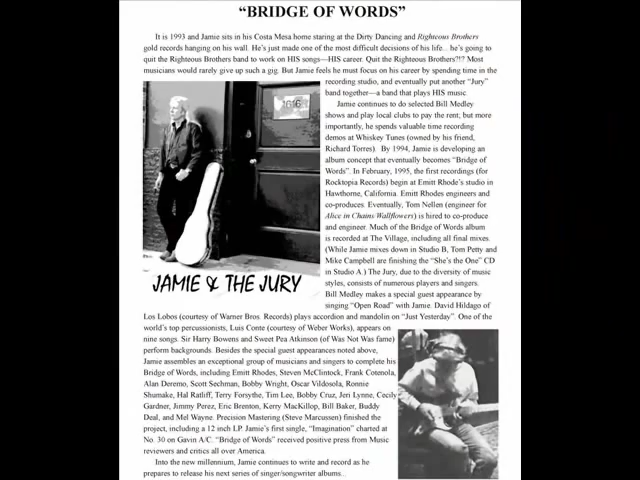 “BRIDGE OF WORDS”
It is 1993 and Jamie sits in his Costa Mesa home staring at the Dirty Dancing and Righteous Brothers
gold records hanging on his wall. He’s just made one of the most difficult decisions of his life.. he’s going to
quit the Righteous Brothers band to work on HIS songs—HIS career. Quit the Righteous Brothers?!? Most
musicians would rarely give up such a gig. But Jamie feels he must focus on his career by spending time in the
recording studio, and eventually put another “Jury”
band together—a band that plays HIS music
Jamie continues to do selected Bill Medley
shows and play local clubs to pay the rent, but more
importantly, he spends valuable time recording
demos at Whiskey Tunes (owned by his friend,
Richard Torres). By 1994, Jamie is developing an
album concept that eventually becomes “Bridge of
Words”. In February, 1995, the first recordings (for
Rocktopia Records) begin at Emitt Rhode’s studio in
Hawthorne, California. Emitt Rhodes engineers and
co-produces. Eventually, Tom Nellen (engineer for
Alice in Chains/Wallflowers) is hired to co-produce
and engineer. Much of the Bridge of Words album
is recorded at The Village, including all final mixes.
(While Jamie mixes down in Studio B, Tom Petty and
Mike Campbell are finishing the “She’s the One” CD
in Studio A.) The Jury, due to the diversity of music
styles, consists of numerous players and singers.
Bill Medley makes a special guest appearance by
singing “Open Road” with Jamie. David Hildago of
1616
JAMIE & THE JURY
Los Lobos (courtesy of Warner Bros. Records) plays accordion and mandolin on “Just Yesterday”. One of the
world’s top percussionists, Luis Conte (courtesy of Weber Works), appears on
nine songs. Sir Harry Bowens and Sweet Pea Atkinson (of Was Not Was fame)
perform backgrounds. Besides the special guest appearances noted above,
Jamie assembles an exceptional group of musicians and singers to complete his
Bridge of Words, including Emitt Rhodes, Steven McClintock, Frank Cotenola,
Alan Deremo, Scott Sechman, Bobby Wright, Oscar Vildosola, Ronnie
Shumake, Hal Ratliff, Terry Forsythe, Tim Lee, Bobby Cruz, Jeri Lynne, Cecily
Gardner, Jimmy Perez, Eric Brenton, Kerry MacKillop, Bill Baker, Buddy
Deal, and Mel Wayne. Precision Mastering (Steve Marcussen) finished the
project, including a 12 inch LP. Jamie’s first single, “Imagination” charted at
No. 30 on Gavin A/C. “Bridge of Words” received positive press from Music
reviewers and critics all over America.
Into the new millennium, Jamie continues to write and record as he
prepares to release his next series of singer/songwriter albums..